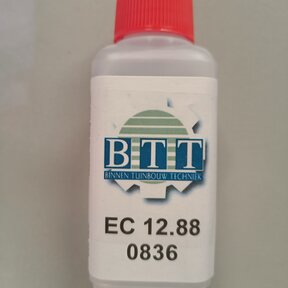 BTT
BINNEN TUINBOUW TECHNIEK
EC 12.88
0836